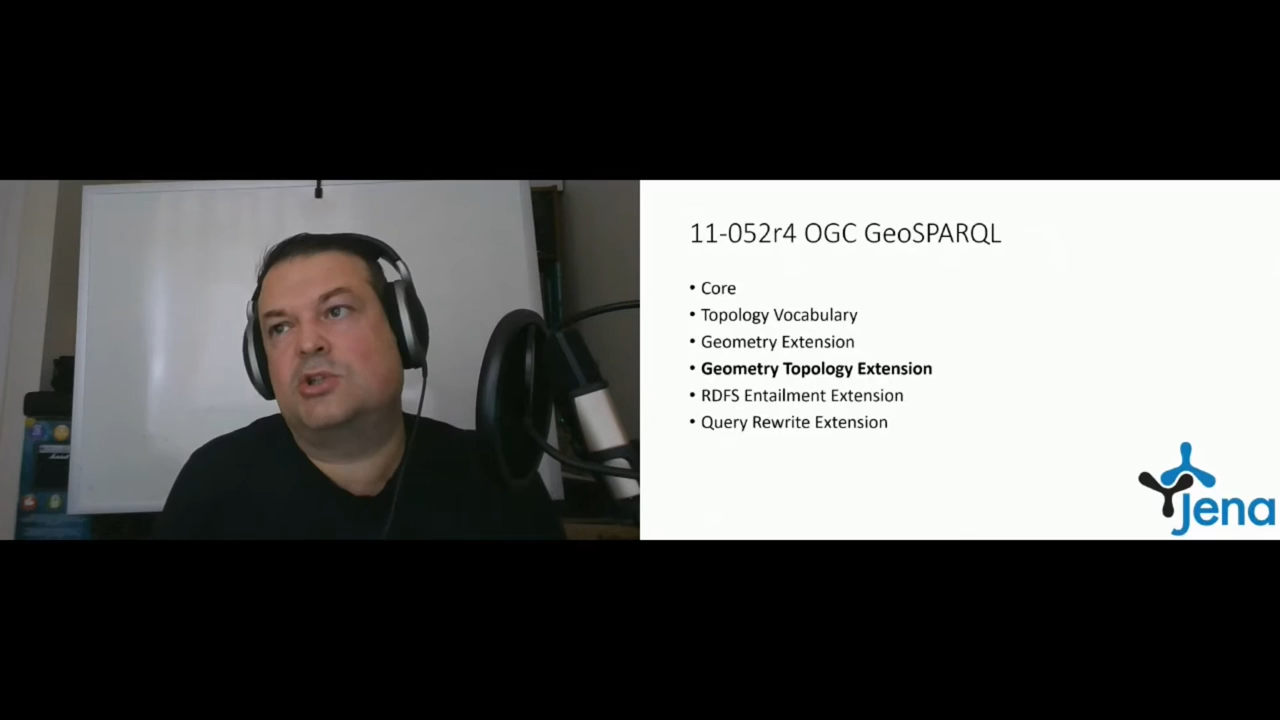 11-052r4 OGC GeoSPARQL
• Core
• Topology Vocabulary
• Geometry Extension
• Geometry Topology Extension
• RDFS Entailment Extension
• Query Rewrite Extension
Jena